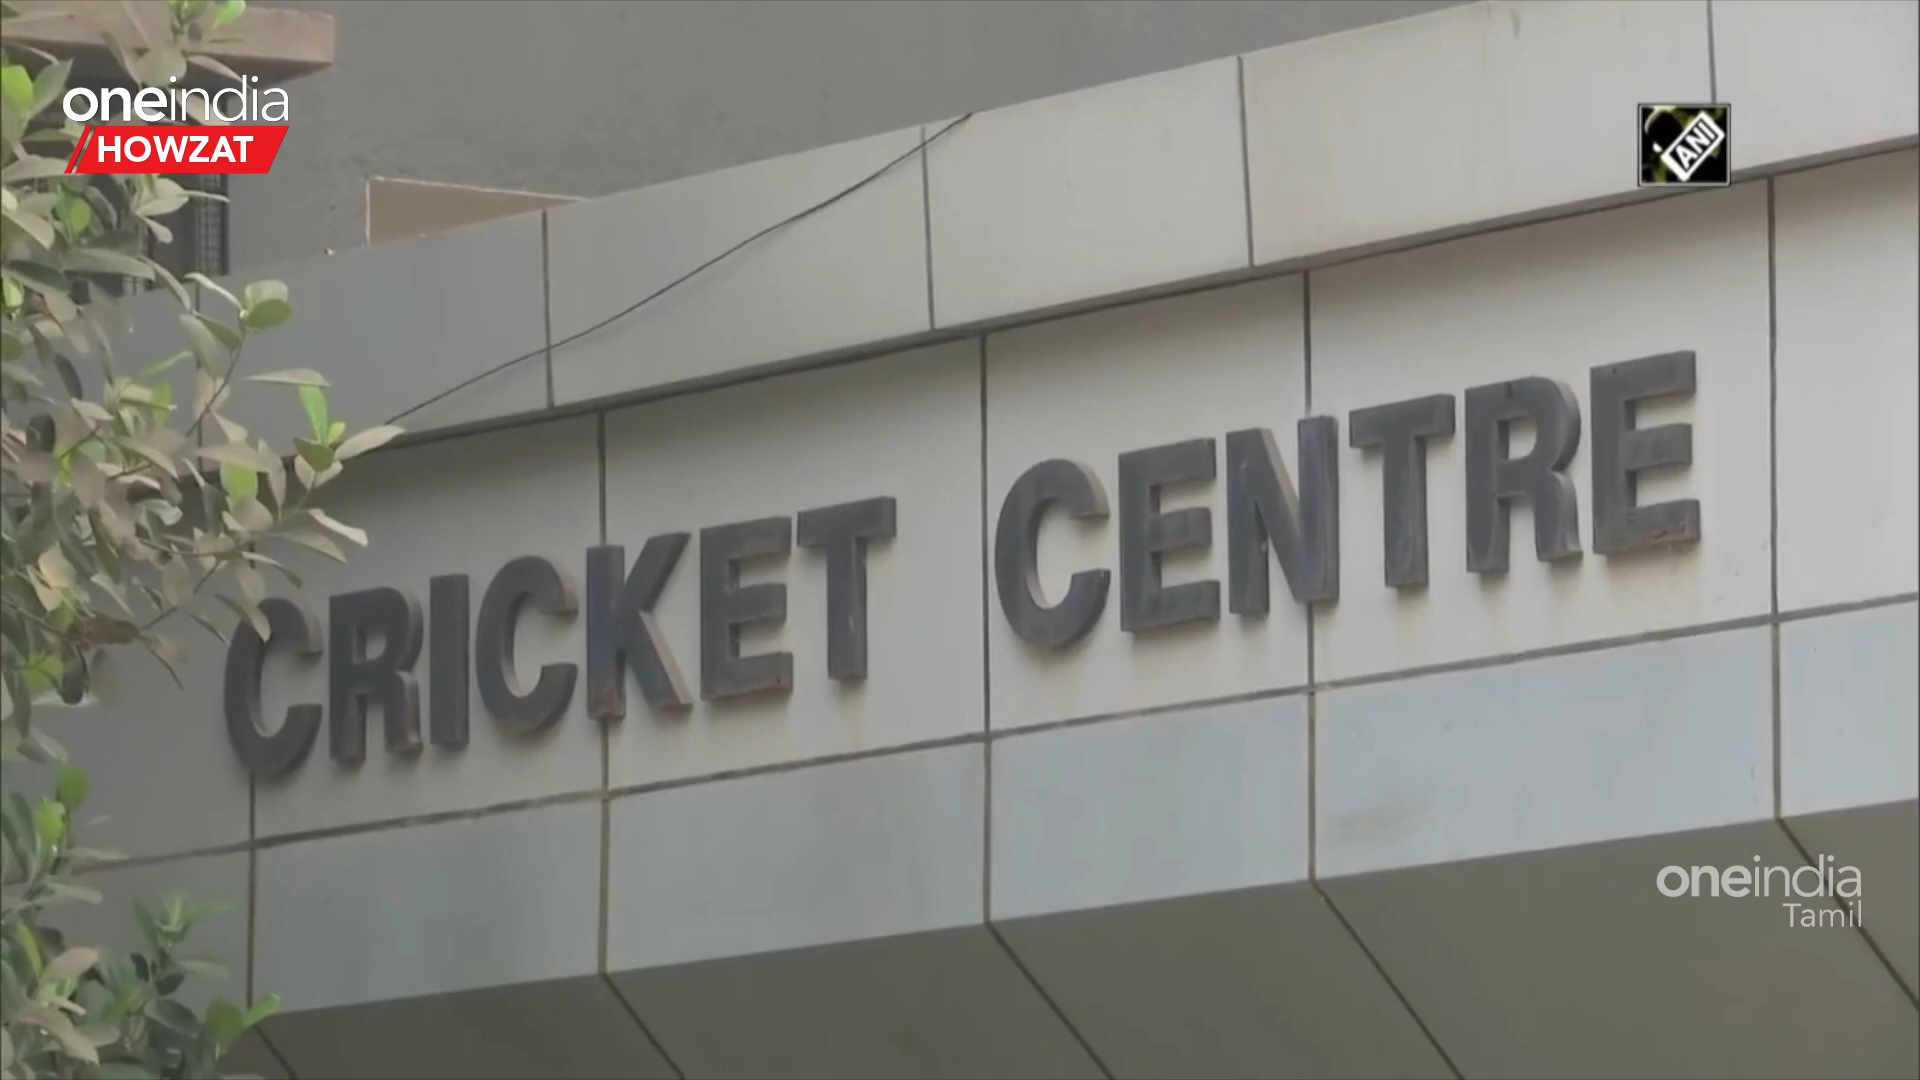 oneindia
HOWZAT
ANI
CRICKET CENTRE
oneindia
Tamil